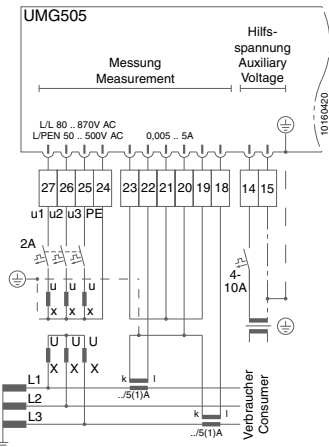 UMG505
Hilfs-
spannung
Auxiliary
Voltage
Messung
Measurement
10160420
L/L 80 .. 870V AC
L/PEN 50 .. 500V AC 0,005 .. 5A
27 26 25 24 23 22 21 20 19 18 14 15
u1 u2 u3 PE
2A
4-
10A
u u u
x x x
U U U
X X X
L1
k l
../5(1)A
L2
L3
k l
../5(1)A
Verbraucher
Consumer